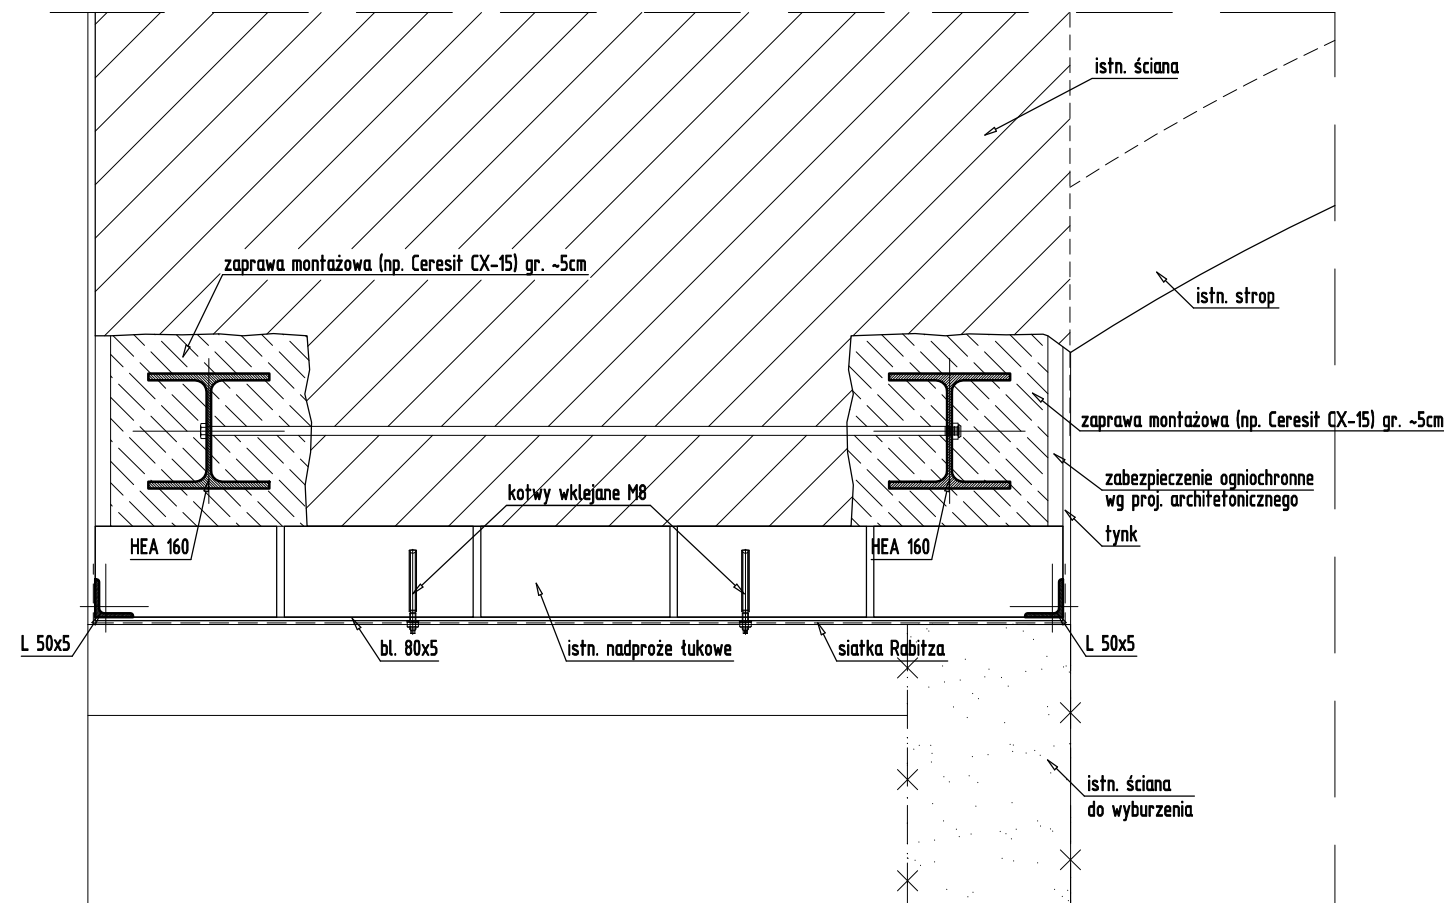 istn. ściana
zaprawa montażowa (np. Ceresit CX-15) gr. ~5cm
istn. strop
zaprawa montażowa (np. Ceresit CX-15) gr. ~5cm
zabezpieczenie ogniochronne
wg proj. architetonicznego
kotwy wklejane M8
tynk
HEA 160
HEA 160
L 50x5
bl. 80x5
istn. nadproże łukowe
siatka Rabitza
L 50x5
istn. ściana
do wyburzenia